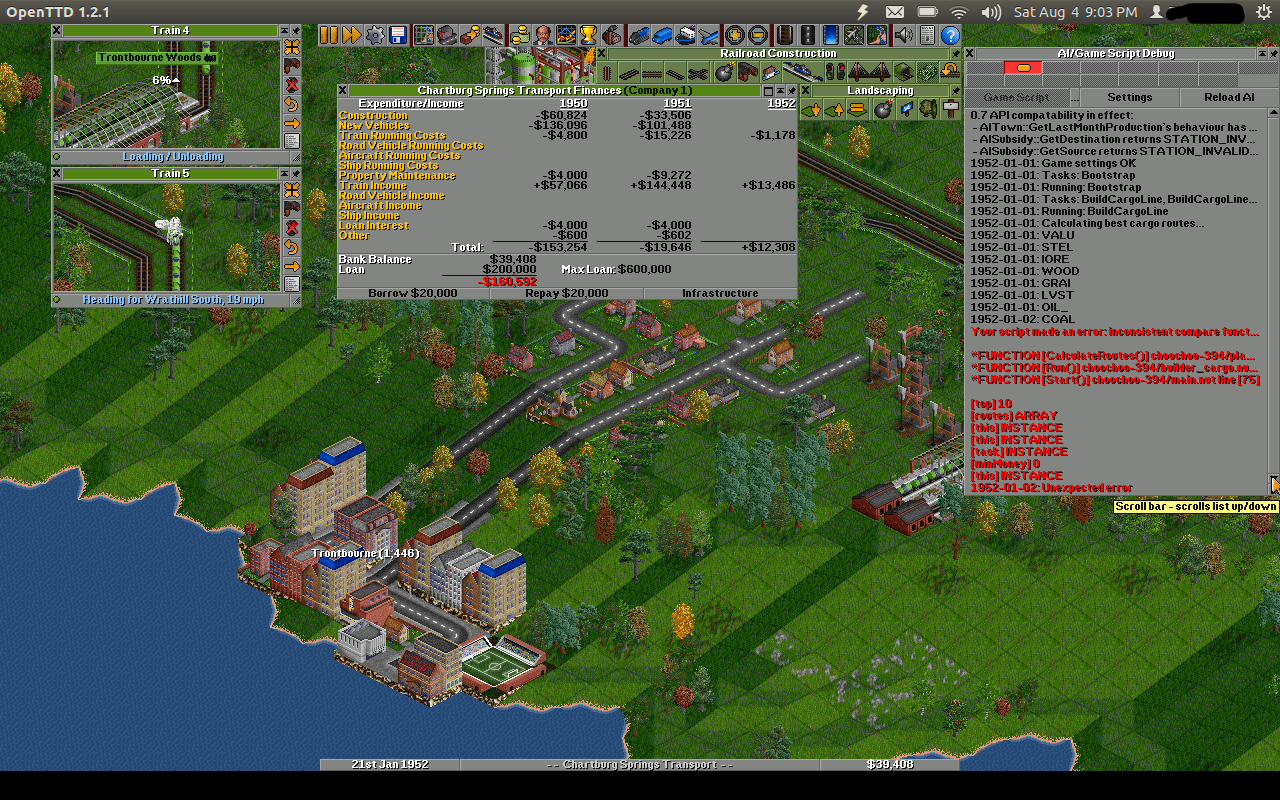 OpenTTD 1.2.1
Sat Aug 4 9:03 PM
Train 4
Trontbourne Woods
6%
Loading / Unloading
Train 5
Heading for Wrathill South, 19 mph
Railroad Construction
Landscaping
Chartburg Springs Transport Finances (Company 1)
Expenditure/Income 1950 1951 1952
Construction -$60,824 -$33,506
New Vehicles -$136,096 -$101,488
Train Running Costs -$4,800 -$15,226 -$1,178
Road Vehicle Running Costs
Aircraft Running Costs
Ship Running Costs
Property Maintenance -$4,000 -$9,272
Train Income +$57,066 +$144,448 +$13,486
Road Vehicle Income
Aircraft Income
Ship Income
Loan Interest -$4,000 -$4,000
Other -$600 -$602
Total: -$153,254 -$19,646 +$12,308
Bank Balance $39,408
Loan $200,000 Max Loan: $600,000
-$160,592
Borrow $20,000 Repay $20,000 Infrastructure
AI/Game Script Debug
Game Script ... Settings Reload AI
0.7 API compatability in effect:
- AITown::GetLastMonthProduction's behaviour has ...
- AISubsidy::GetDestination returns STATION_INV...
- AISubsidy::GetSource returns STATION_INVALID...
1952-01-01: Game settings OK
1952-01-01: Tasks: Bootstrap
1952-01-01: Running: Bootstrap
1952-01-01: Tasks: BuildCargoLine, BuildCargoLine...
1952-01-01: Running: BuildCargoLine
1952-01-01: Calculating best cargo routes...
1952-01-01: VALU
1952-01-01: STEL
1952-01-01: IORE
1952-01-01: WOOD
1952-01-01: GRAI
1952-01-01: LVST
1952-01-01: OIL_
1952-01-02: COAL
Your script made an error: inconsistent compare funct...
*FUNCTION [CalculateRoutes()] choochoo-394/pla...
*FUNCTION [Run()] choochoo-394/builder_cargo.nu...
*FUNCTION [Start()] choochoo-394/main.nut line [75]
[top] 10
[routes] ARRAY
[this] INSTANCE
[this] INSTANCE
[task] INSTANCE
[minMoney] 0
[this] INSTANCE
1952-01-02: Unexpected error
Scroll bar - scrolls list up/down
Trontbourne (1,446)
21st Jan 1952
-- Chartburg Springs Transport --
$39,408